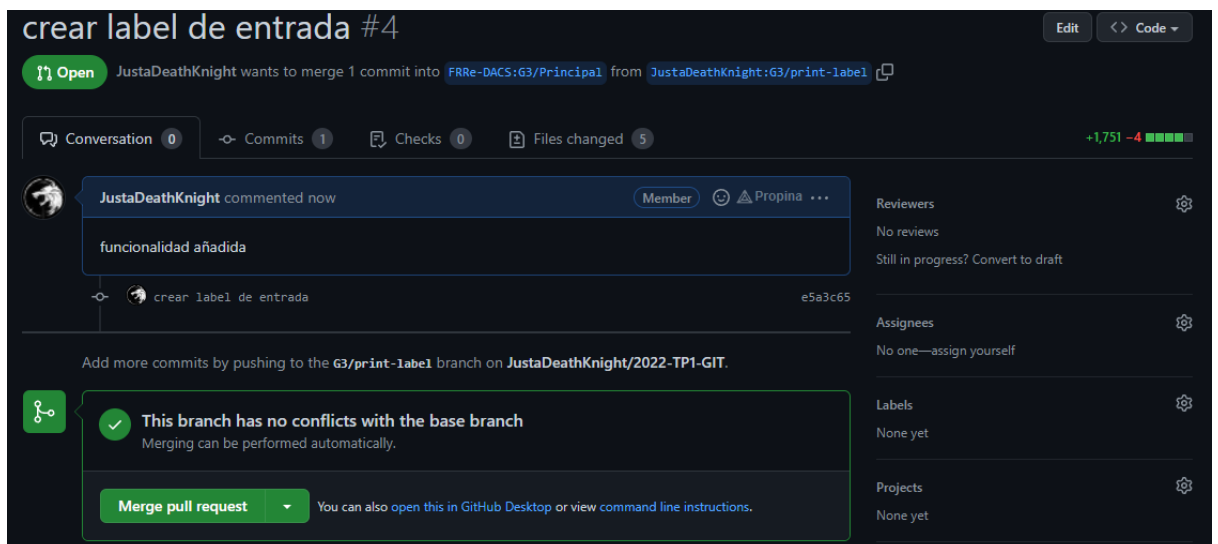 crear label de entrada #4
Edit
<> Code
Open
JustaDeathKnight wants to merge 1 commit into FRRe-DACS:G3/Principal from JustaDeathKnight:G3/print-label
Conversation 0
Commits 1
Checks 0
Files changed 5
+1,751 −4
JustaDeathKnight commented now
Member
Propina ...
funcionalidad añadida
crear label de entrada
e5a3c65
Add more commits by pushing to the G3/print-label branch on JustaDeathKnight/2022-TP1-GIT.
This branch has no conflicts with the base branch
Merging can be performed automatically.
Merge pull request
You can also open this in GitHub Desktop or view command line instructions.
Reviewers
No reviews
Still in progress? Convert to draft
Assignees
No one—assign yourself
Labels
None yet
Projects
None yet